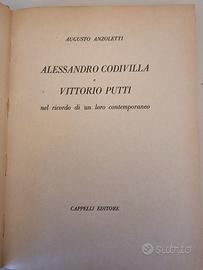 AUGUSTO ANZOLETTI
ALESSANDRO CODIVILLA
e
VITTORIO PUTTI
nel ricordo di un loro contemporaneo
CAPPELLI EDITORE
subito